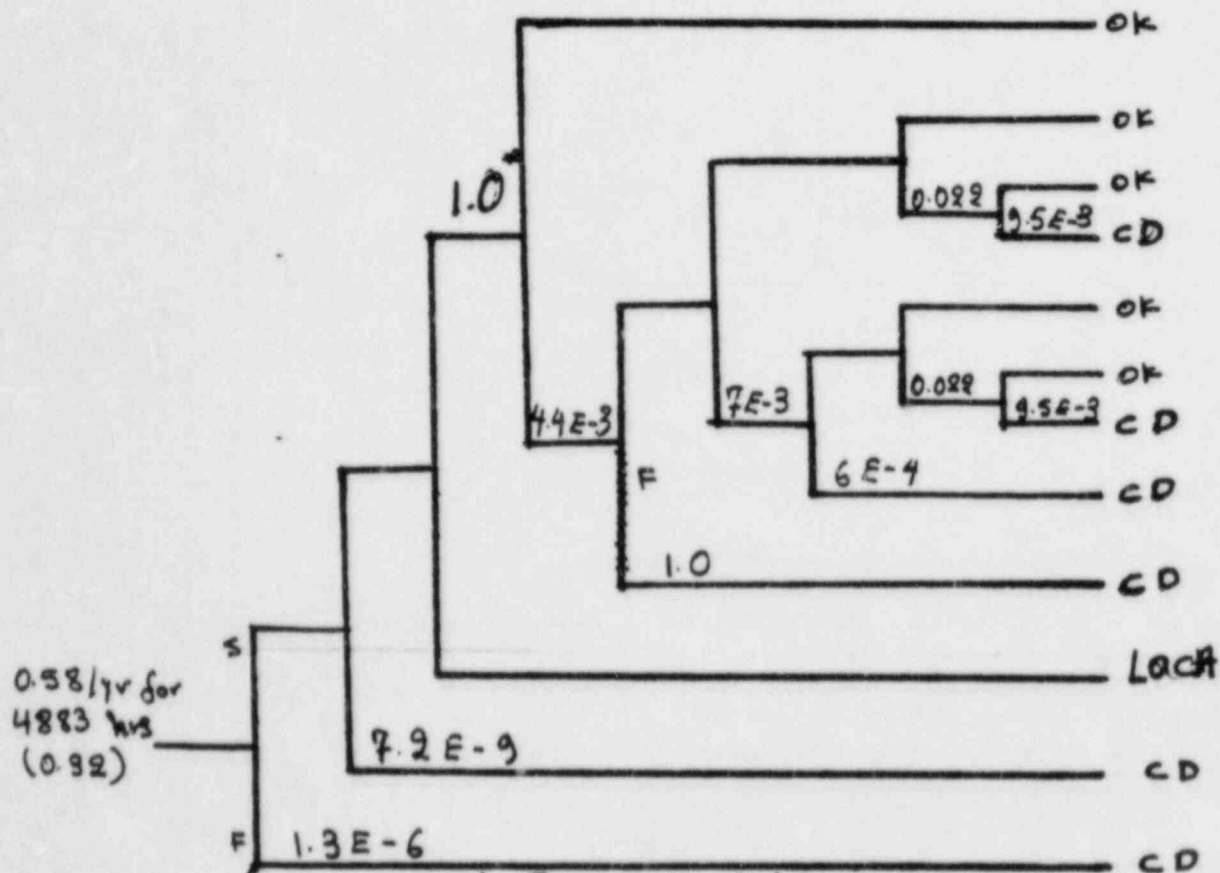 OK
OK
1.0
OK
0.022
9.5E-3
CD
OK
OK
0.022
7E-3
9.5E-3
CD
4.4E-3
6E-4
CD
F
1.0
CD
S
LOCA
0.58/yr for
4883 hrs
(0.32)
7.2E-9
CD
F
1.3E-6
CD